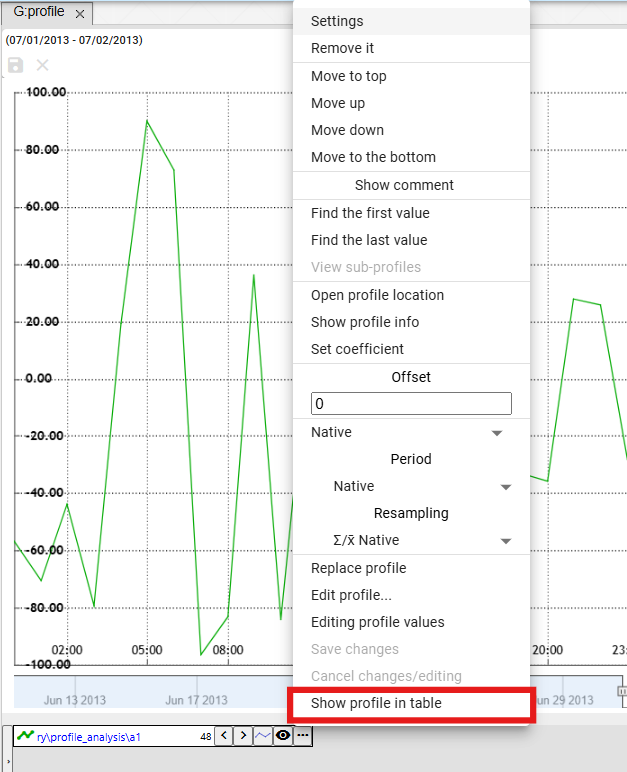 G:profile
(07/01/2013 - 07/02/2013)
Settings
Remove it
Move to top
Move up
Move down
Move to the bottom
Show comment
Find the first value
Find the last value
View sub-profiles
Open profile location
Show profile info
Set coefficient
Offset
0
Native
Period
Native
Resampling
Σ/x̄ Native
Replace profile
Edit profile...
Editing profile values
Save changes
Cancel changes/editing
Show profile in table
100.00
80.00
60.00
40.00
20.00
0.00
-20.00
-40.00
-60.00
-80.00
-100.00
02:00 05:00 08:00 20:00 23:
Jun 13 2013 Jun 17 2013 un 29 2013
ry\profile_analysis\a1 48